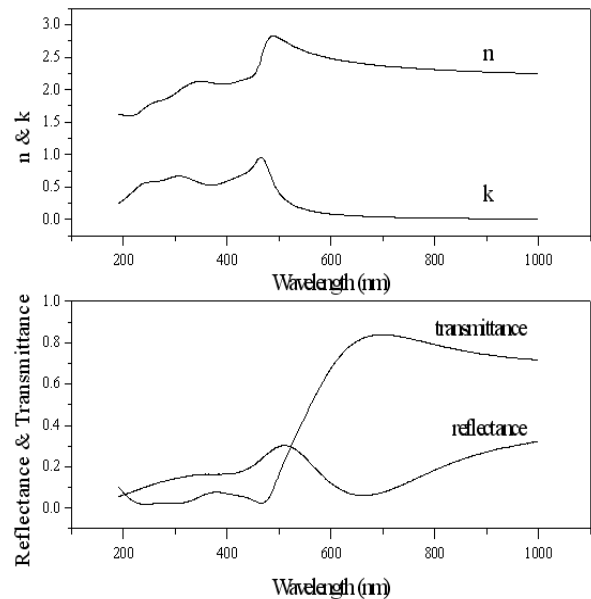 3.0
2.5
2.0
1.5
1.0
0.5
0.0
n & k
n
k
200 400 600 800 1000
Wavelength (nm)
1.0
0.8
0.6
0.4
0.2
0.0
Reflectance & Transmittance
transmittance
reflectance
200 400 600 800 1000
Wavelength (nm)